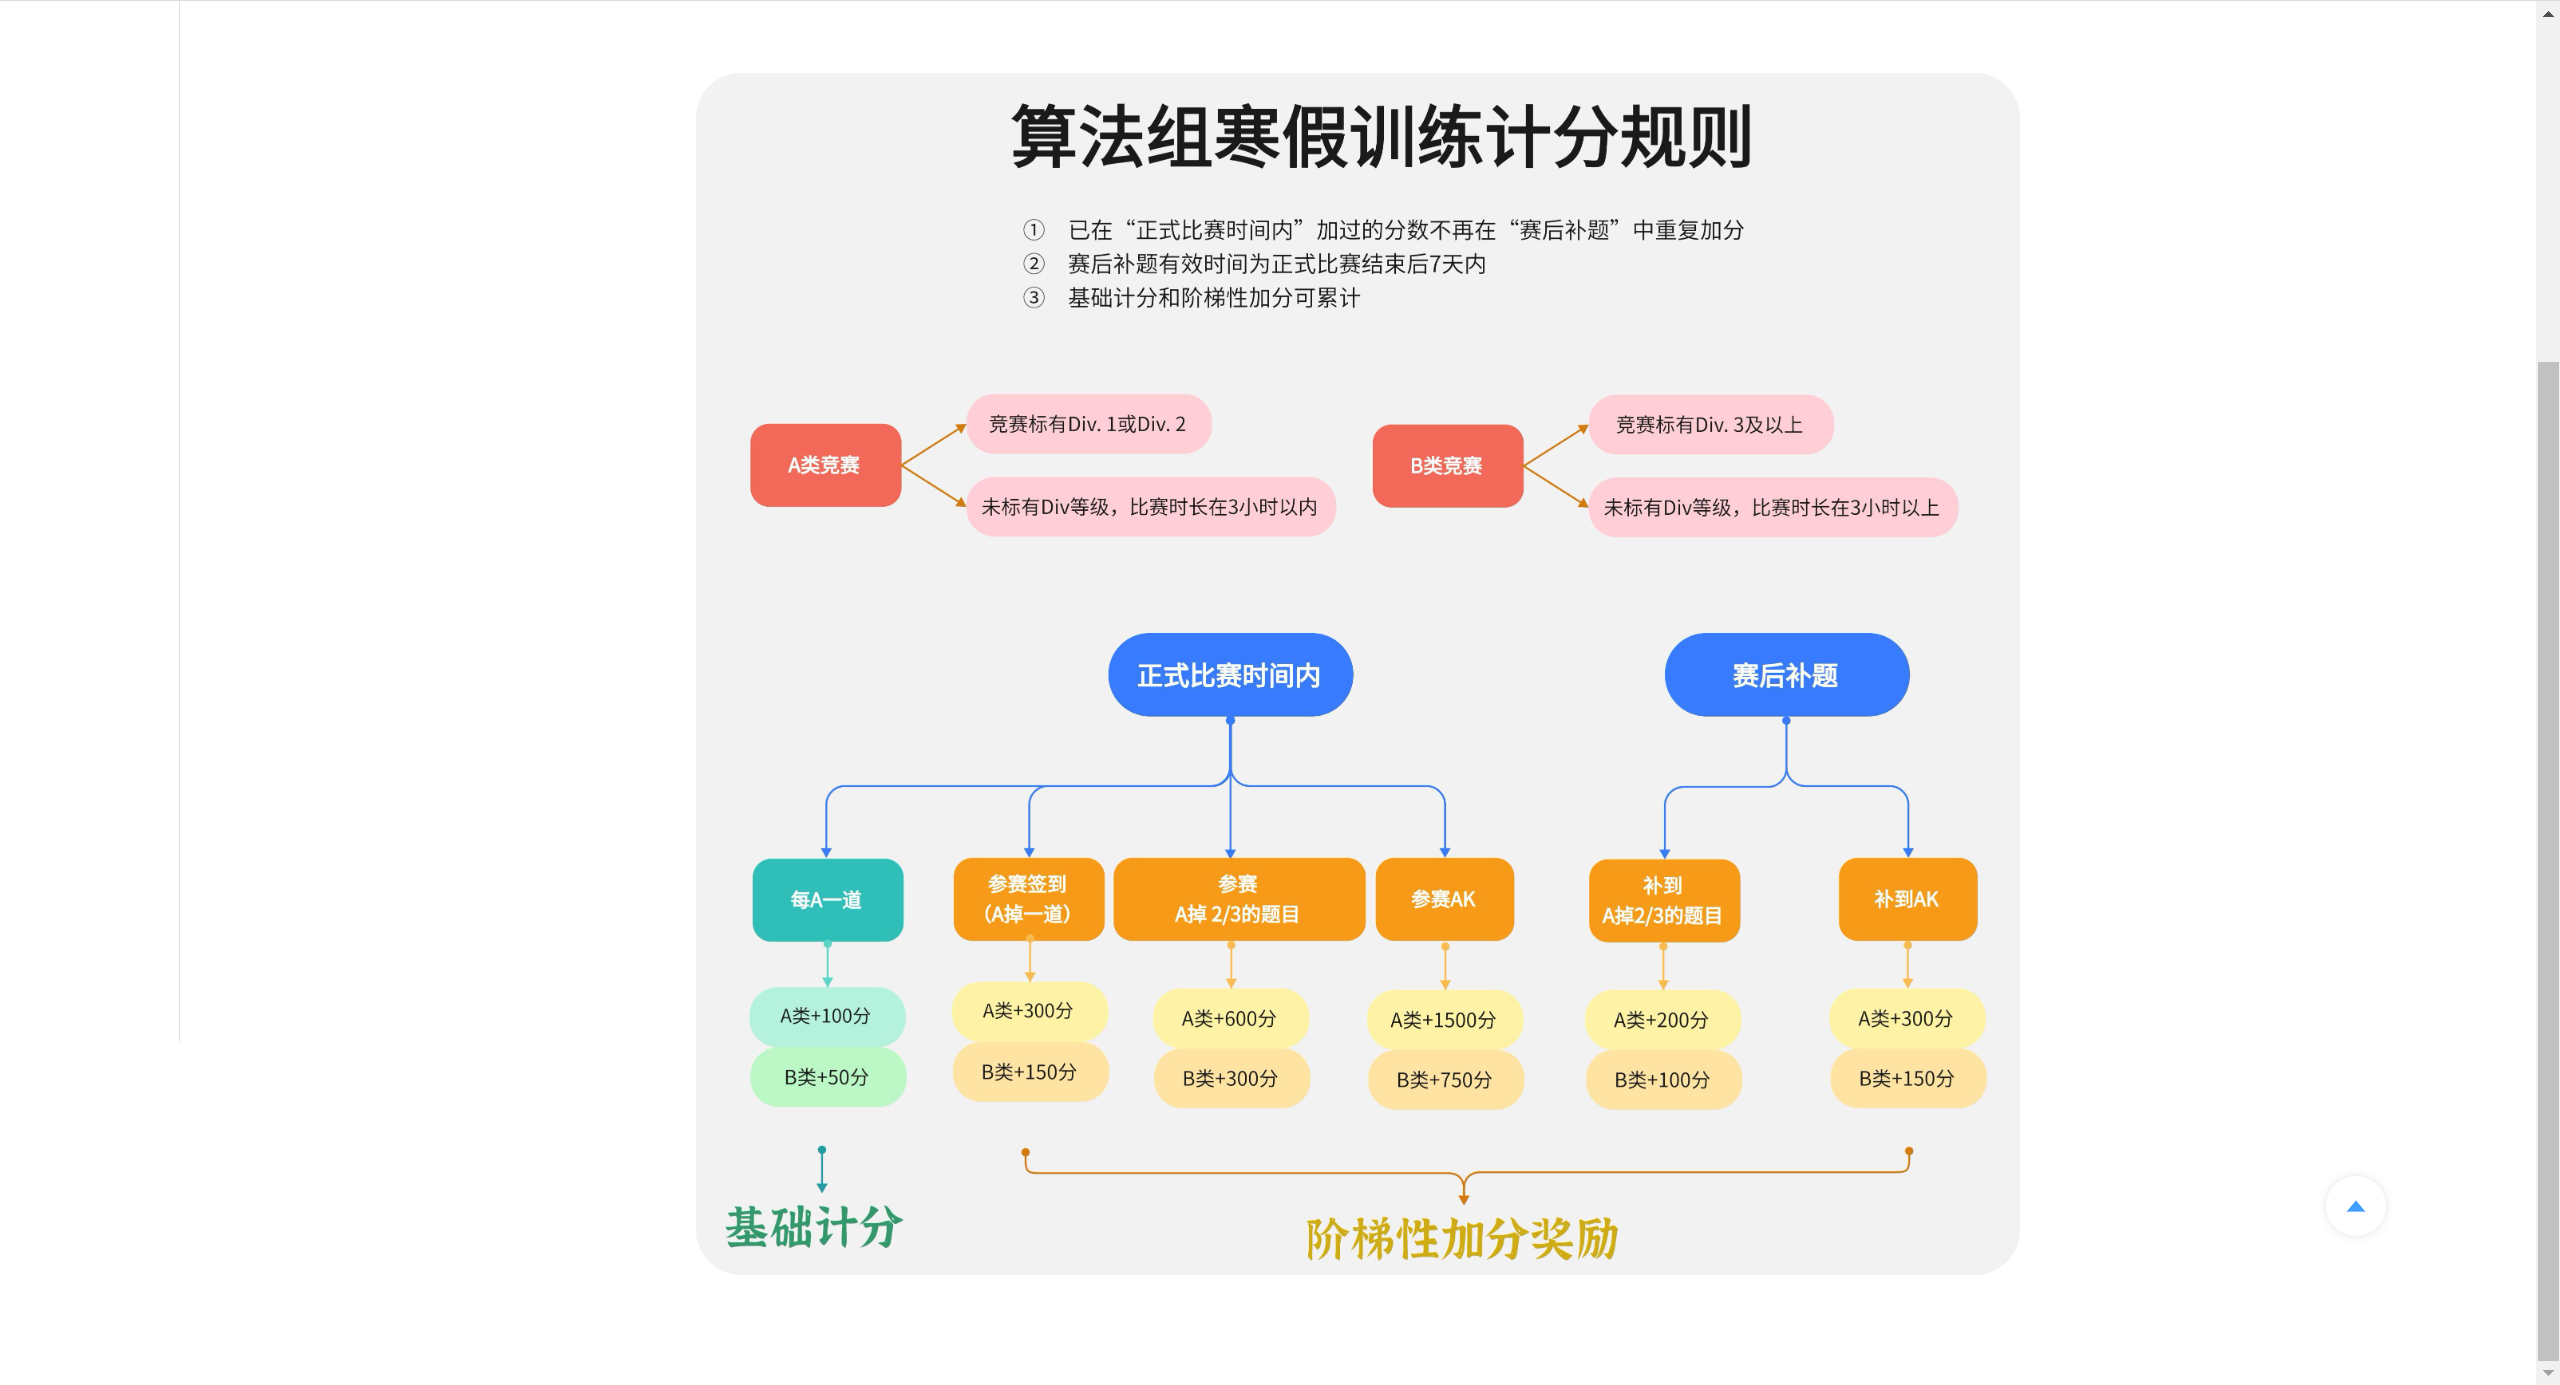 算法组寒假训练计分规则
① 已在“正式比赛时间内”加过的分数不再在“赛后补题”中重复加分
② 赛后补题有效时间为正式比赛结束后7天内
③ 基础计分和阶梯性加分可累计
A类竞赛
竞赛标有Div. 1或Div. 2
未标有Div等级，比赛时长在3小时以内
B类竞赛
竞赛标有Div. 3及以上
未标有Div等级，比赛时长在3小时以上
正式比赛时间内
赛后补题
每A一道
参赛签到
（A掉一道）
参赛
A掉 2/3的题目
参赛AK
补到
A掉2/3的题目
补到AK
A类+100分
B类+50分
A类+300分
B类+150分
A类+600分
B类+300分
A类+1500分
B类+750分
A类+200分
B类+100分
A类+300分
B类+150分
基础计分
阶梯性加分奖励